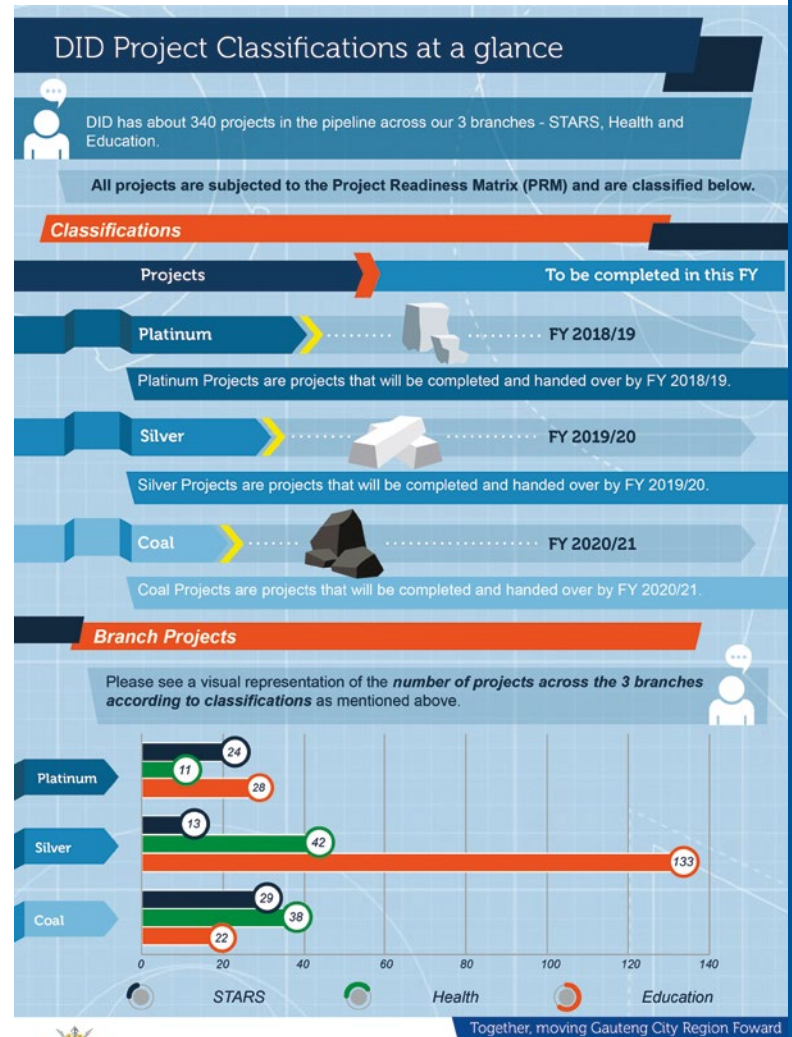 DID Project Classifications at a glance
DID has about 340 projects in the pipeline across our 3 branches - STARS, Health and
Education.
All projects are subjected to the Project Readiness Matrix (PRM) and are classified below.
Classifications
Projects
To be completed in this FY
Platinum
FY 2018/19
Platinum Projects are projects that will be completed and handed over by FY 2018/19.
Silver
FY 2019/20
Silver Projects are projects that will be completed and handed over by FY 2019/20.
Coal
FY 2020/21
Coal Projects are projects that will be completed and handed over by FY 2020/21.
Branch Projects
Please see a visual representation of the number of projects across the 3 branches
according to classifications as mentioned above.
24
Platinum
11
28
13
Silver
42
133
29
Coal
38
22
0 20 40 60 80 100 120 140
STARS Health Education
Together, moving Gauteng City Region Foward